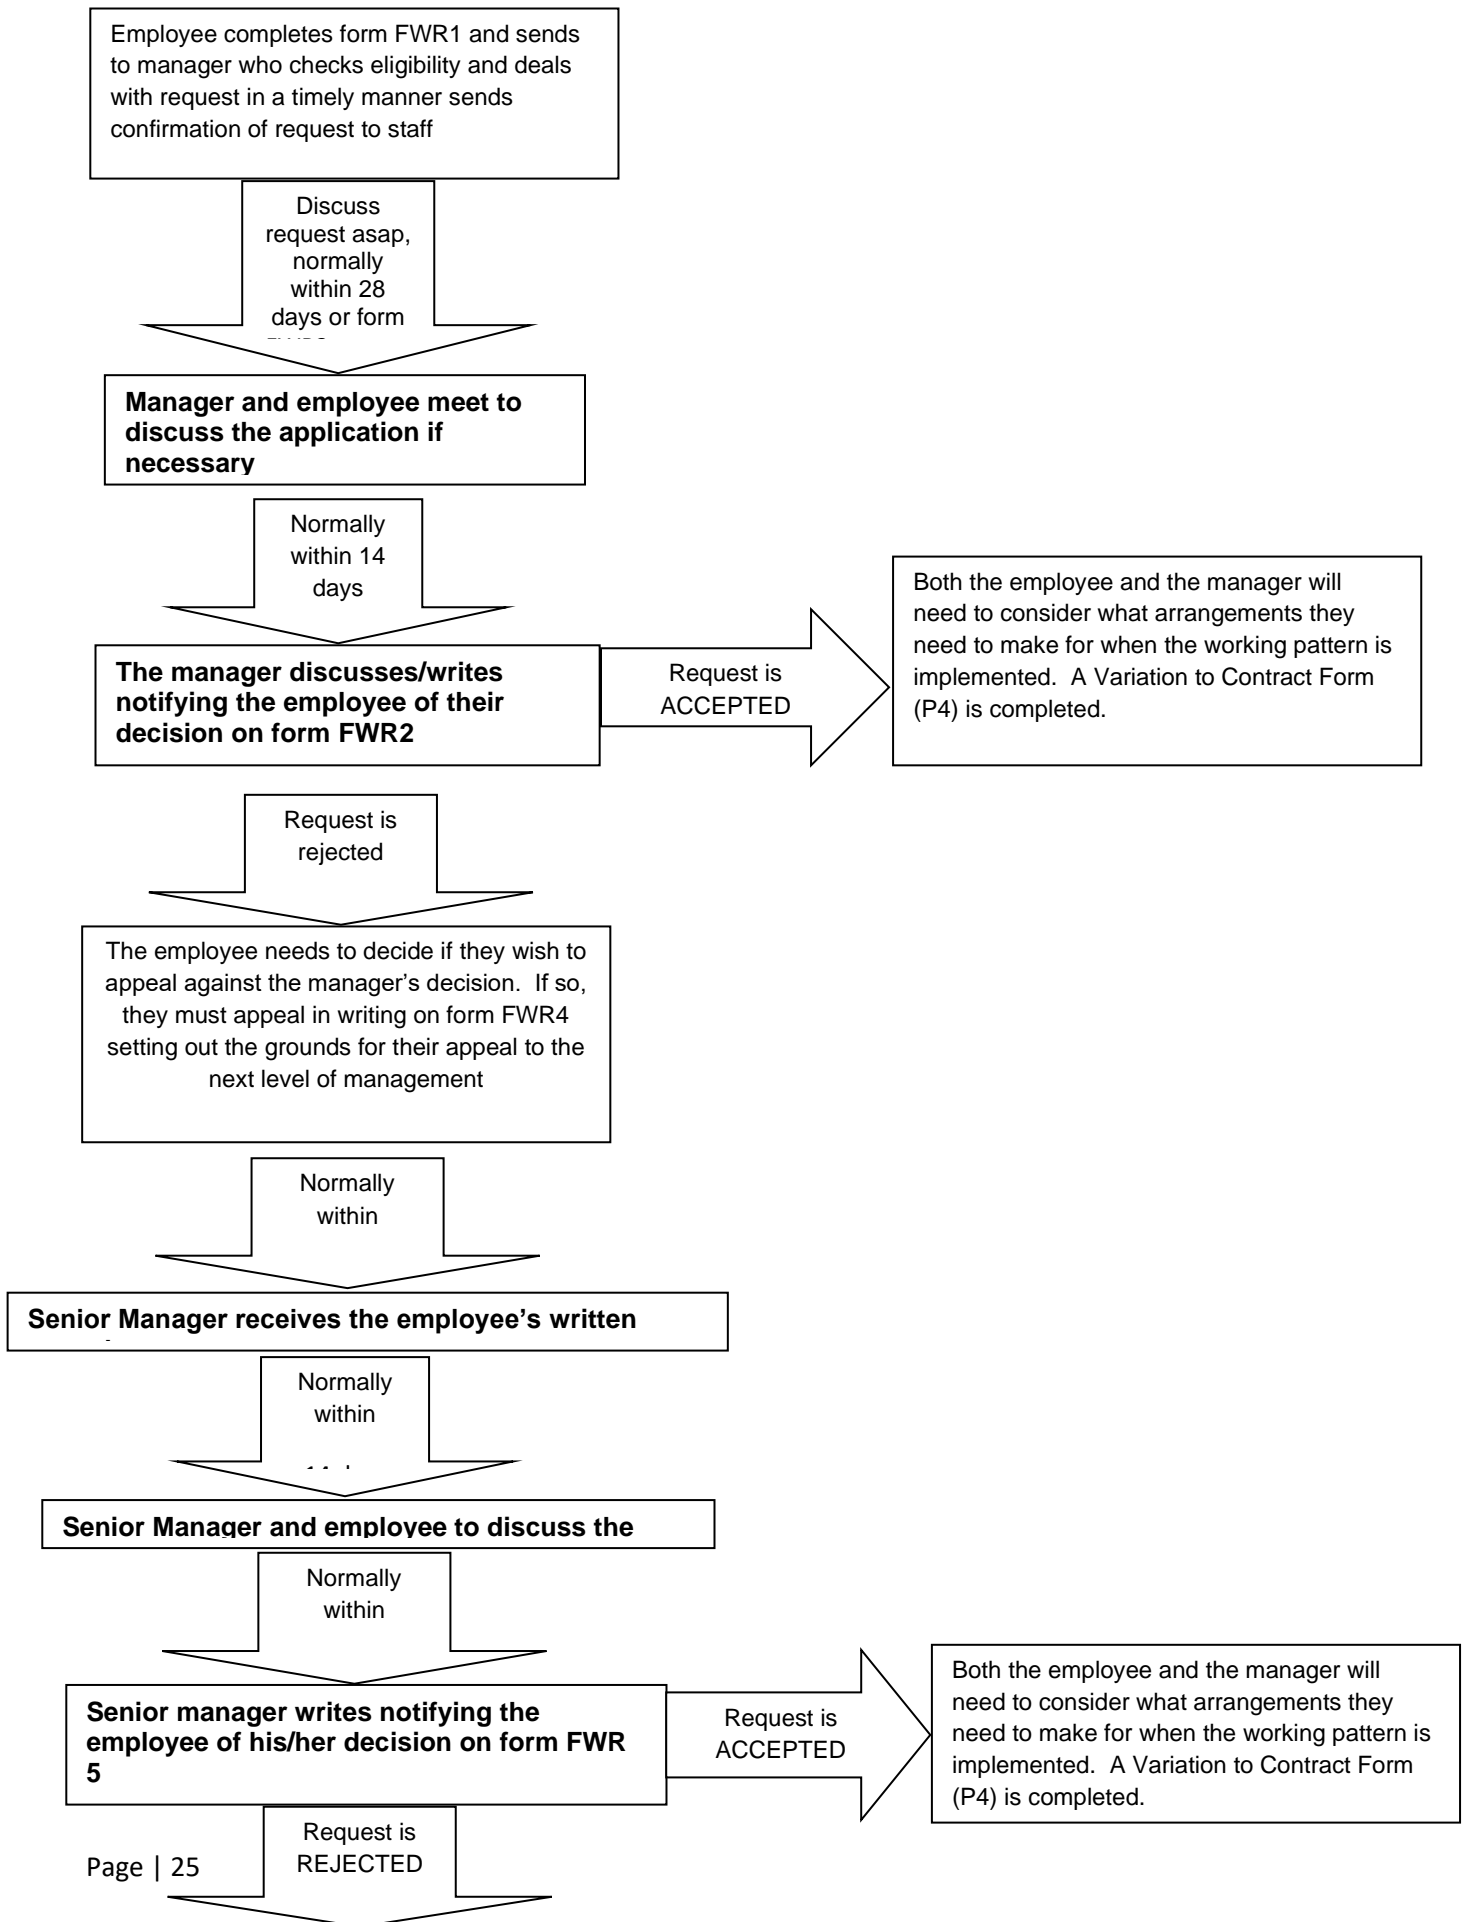 Employee completes form FWR1 and sends
to manager who checks eligibility and deals
with request in a timely manner sends
confirmation of request to staff
Discuss
request asap,
normally
within 28
days or form
Manager and employee meet to
discuss the application if
necessary
Normally
within 14
days
The manager discusses/writes
notifying the employee of their
decision on form FWR2
Request is
ACCEPTED
Both the employee and the manager will
need to consider what arrangements they
need to make for when the working pattern is
implemented.  A Variation to Contract Form
(P4) is completed.
Request is
rejected
The employee needs to decide if they wish to
appeal against the manager’s decision.  If so,
they must appeal in writing on form FWR4
setting out the grounds for their appeal to the
next level of management
Normally
within
Senior Manager receives the employee’s written
Normally
within
Senior Manager and employee to discuss the
Normally
within
Senior manager writes notifying the
employee of his/her decision on form FWR
5
Request is
ACCEPTED
Both the employee and the manager will
need to consider what arrangements they
need to make for when the working pattern is
implemented.  A Variation to Contract Form
(P4) is completed.
Request is
REJECTED
Page | 25